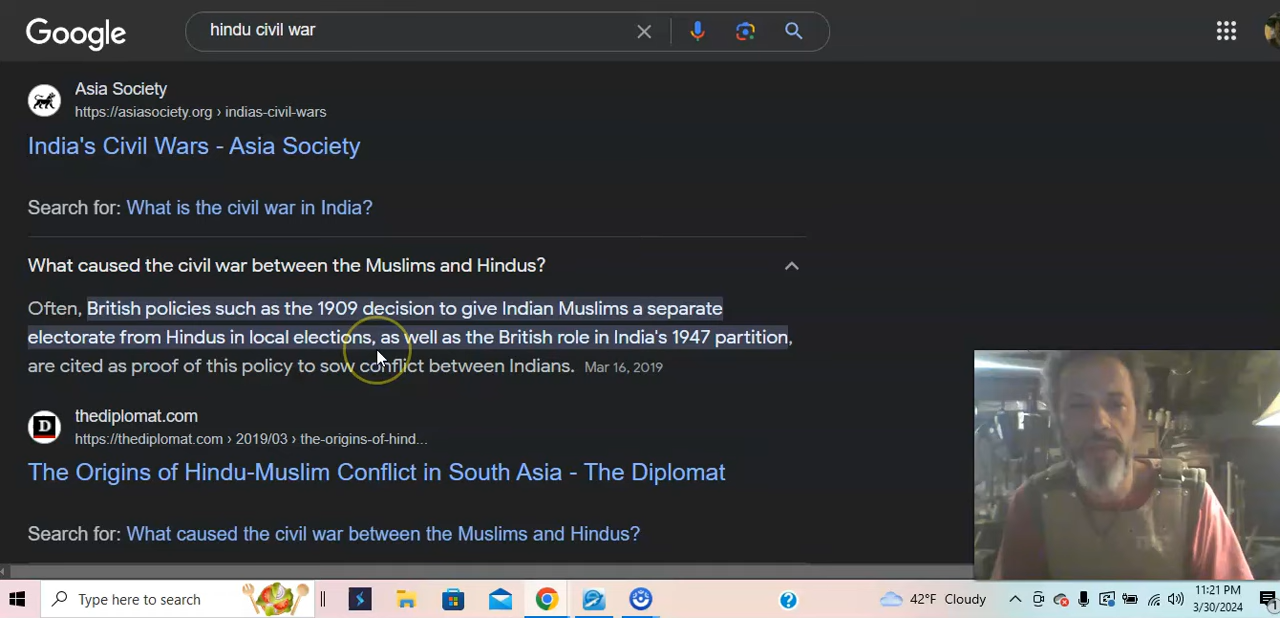 Google
hindu civil war
Asia Society
https://asiasociety.org › indias-civil-wars
India's Civil Wars - Asia Society
Search for: What is the civil war in India?
What caused the civil war between the Muslims and Hindus?
Often, British policies such as the 1909 decision to give Indian Muslims a separate
electorate from Hindus in local elections, as well as the British role in India's 1947 partition,
are cited as proof of this policy to sow conflict between Indians. Mar 16, 2019
D
thediplomat.com
https://thediplomat.com › 2019/03 › the-origins-of-hind...
The Origins of Hindu-Muslim Conflict in South Asia - The Diplomat
Search for: What caused the civil war between the Muslims and Hindus?
Type here to search
42°F Cloudy
11:21 PM
3/30/2024